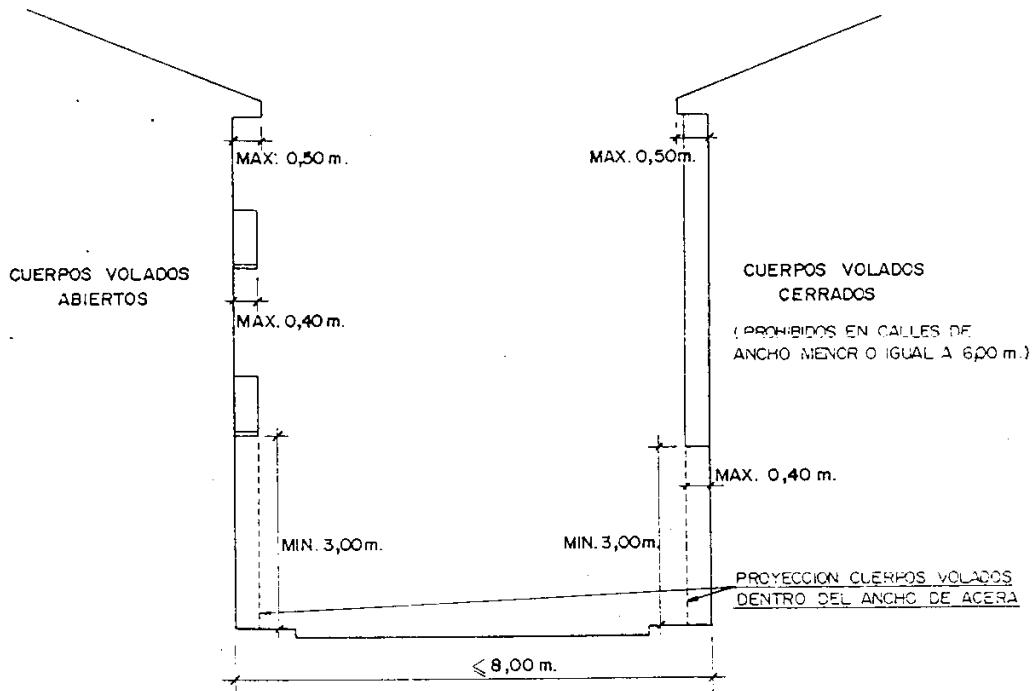 MAX. 0,50 m.
MAX. 0,50 m.
CUERPOS VOLADOS
ABIERTOS
MAX. 0,40 m.
CUERPOS VOLADOS
CERRADOS
(PROHIBIDOS EN CALLES DE
ANCHO MENOR O IGUAL A 6,00 m.)
MAX. 0,40 m.
MIN. 3,00 m.
MIN. 3,00 m.
PROYECCION CUERPOS VOLADOS
DENTRO DEL ANCHO DE ACERA
⩽ 8,00 m.